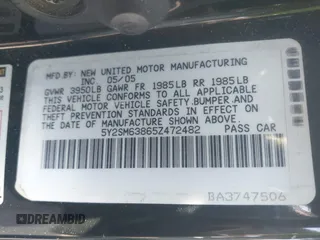 MFD.BY: NEW UNITED MOTOR MANUFACTURING
INC. 05/05
GVWR 3950LB GAWR FR 1985LB RR 1985LB
THIS VEHICLE CONFORMS TO ALL APPLICABLE
FEDERAL MOTOR VEHICLE SAFETY,BUMPER,AND
THEFT PREVENTION STANDARDS IN EFFECT ON
THE DATE OF MANUFACTURE SHOWN ABOVE.
5Y2SM63865Z472482 PASS CAR
BA3747506
DREAMBID